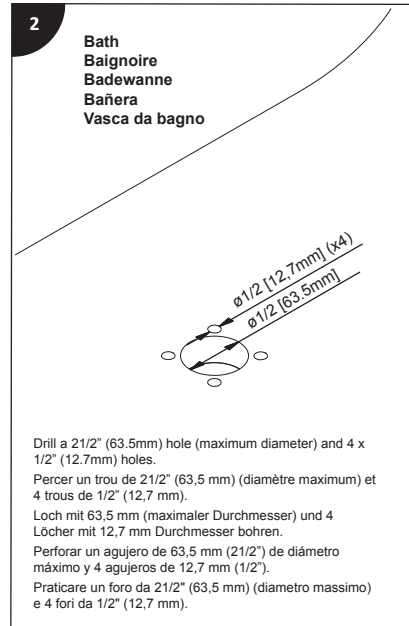 2
Bath
Baignoire
Badewanne
Bañera
Vasca da bagno
ø1/2 [12,7mm] (x4)
ø1/2 [63.5mm]
Drill a 21/2” (63.5mm) hole (maximum diameter) and 4 x
1/2” (12.7mm) holes.
Percer un trou de 21/2” (63,5 mm) (diamètre maximum) et
4 trous de 1/2” (12,7 mm).
Loch mit 63,5 mm (maximaler Durchmesser) und 4
Löcher mit 12,7 mm Durchmesser bohren.
Perforar un agujero de 63,5 mm (21/2”) de diámetro
máximo y 4 agujeros de 12,7 mm (1/2”).
Praticare un foro da 21/2" (63,5 mm) (diametro massimo)
e 4 fori da 1/2" (12,7 mm).